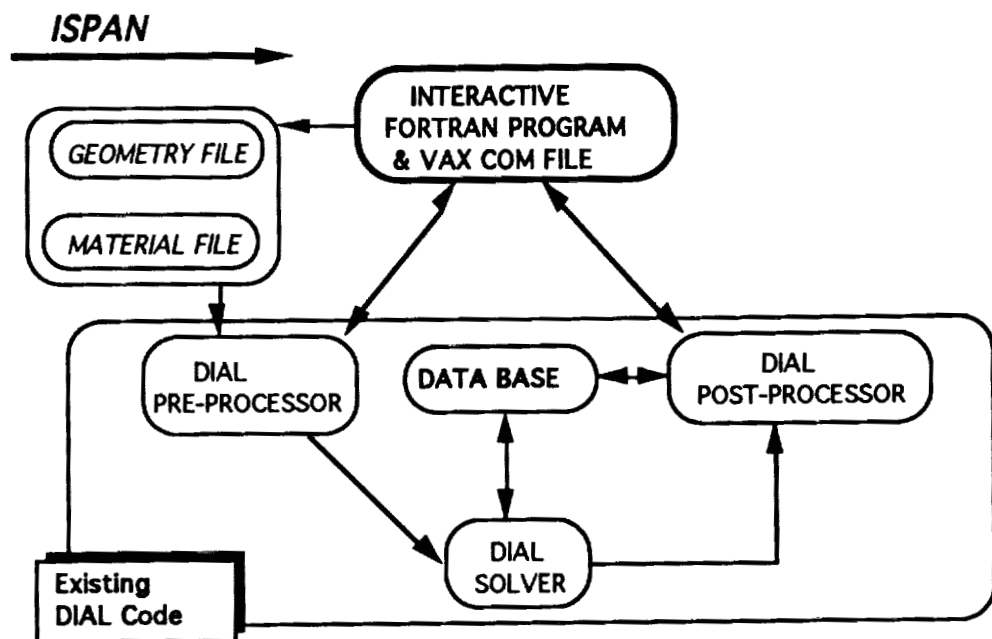 ISPAN
INTERACTIVE
FORTRAN PROGRAM
& VAX COM FILE
GEOMETRY FILE
MATERIAL FILE
DIAL
PRE-PROCESSOR
DATA BASE
DIAL
POST-PROCESSOR
DIAL
SOLVER
Existing
DIAL Code